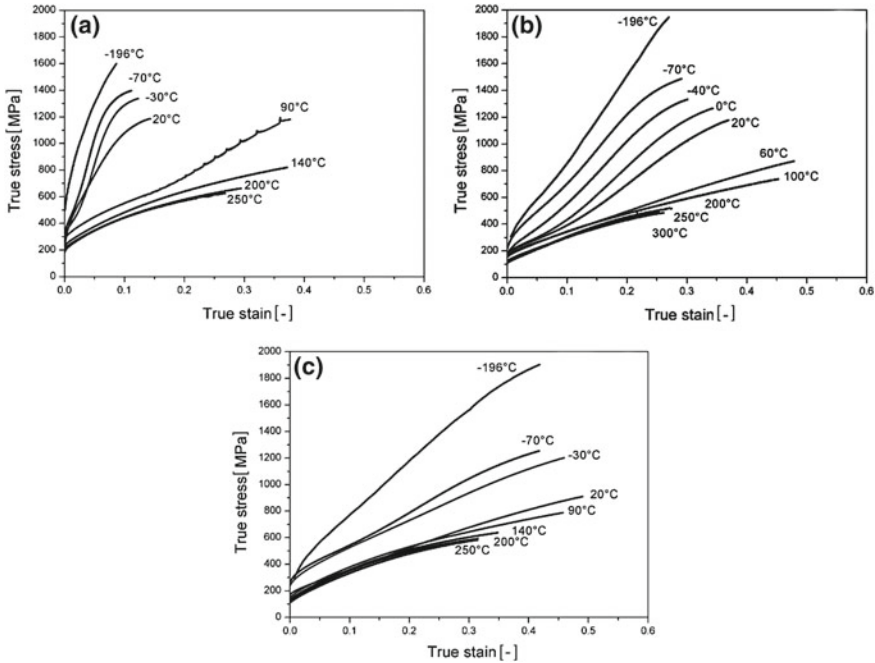 (a)
True stress[MPa]
2000
1800
1600
1400
1200
1000
800
600
400
200
0
-196°C
-70°C
-30°C
20°C
90°C
140°C
200°C
250°C
0.0 0.1 0.2 0.3 0.4 0.5 0.6
True stain[-]
(b)
True stress[MPa]
2000
1800
1600
1400
1200
1000
800
600
400
200
0
-196°C
-70°C
-40°C
0°C
20°C
60°C
100°C
200°C
250°C
300°C
0.0 0.1 0.2 0.3 0.4 0.5 0.6
True stain[-]
(c)
True stress[MPa]
2000
1800
1600
1400
1200
1000
800
600
400
200
0
-196°C
-70°C
-30°C
20°C
90°C
140°C
200°C
250°C
0.0 0.1 0.2 0.3 0.4 0.5 0.6
True stain[-]